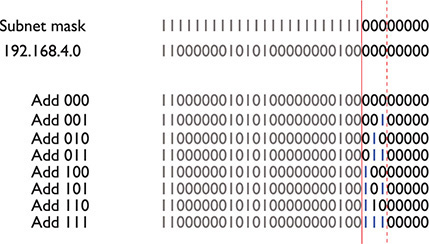 Subnet mask 11111111111111111111111100000000
192.168.4.0 11000000101010000000010000000000
Add 000 11000000101010000000010000000000
Add 001 11000000101010000000010000100000
Add 010 11000000101010000000010001000000
Add 011 11000000101010000000010001100000
Add 100 11000000101010000000010010000000
Add 101 11000000101010000000010010100000
Add 110 11000000101010000000010011000000
Add 111 11000000101010000000010011100000